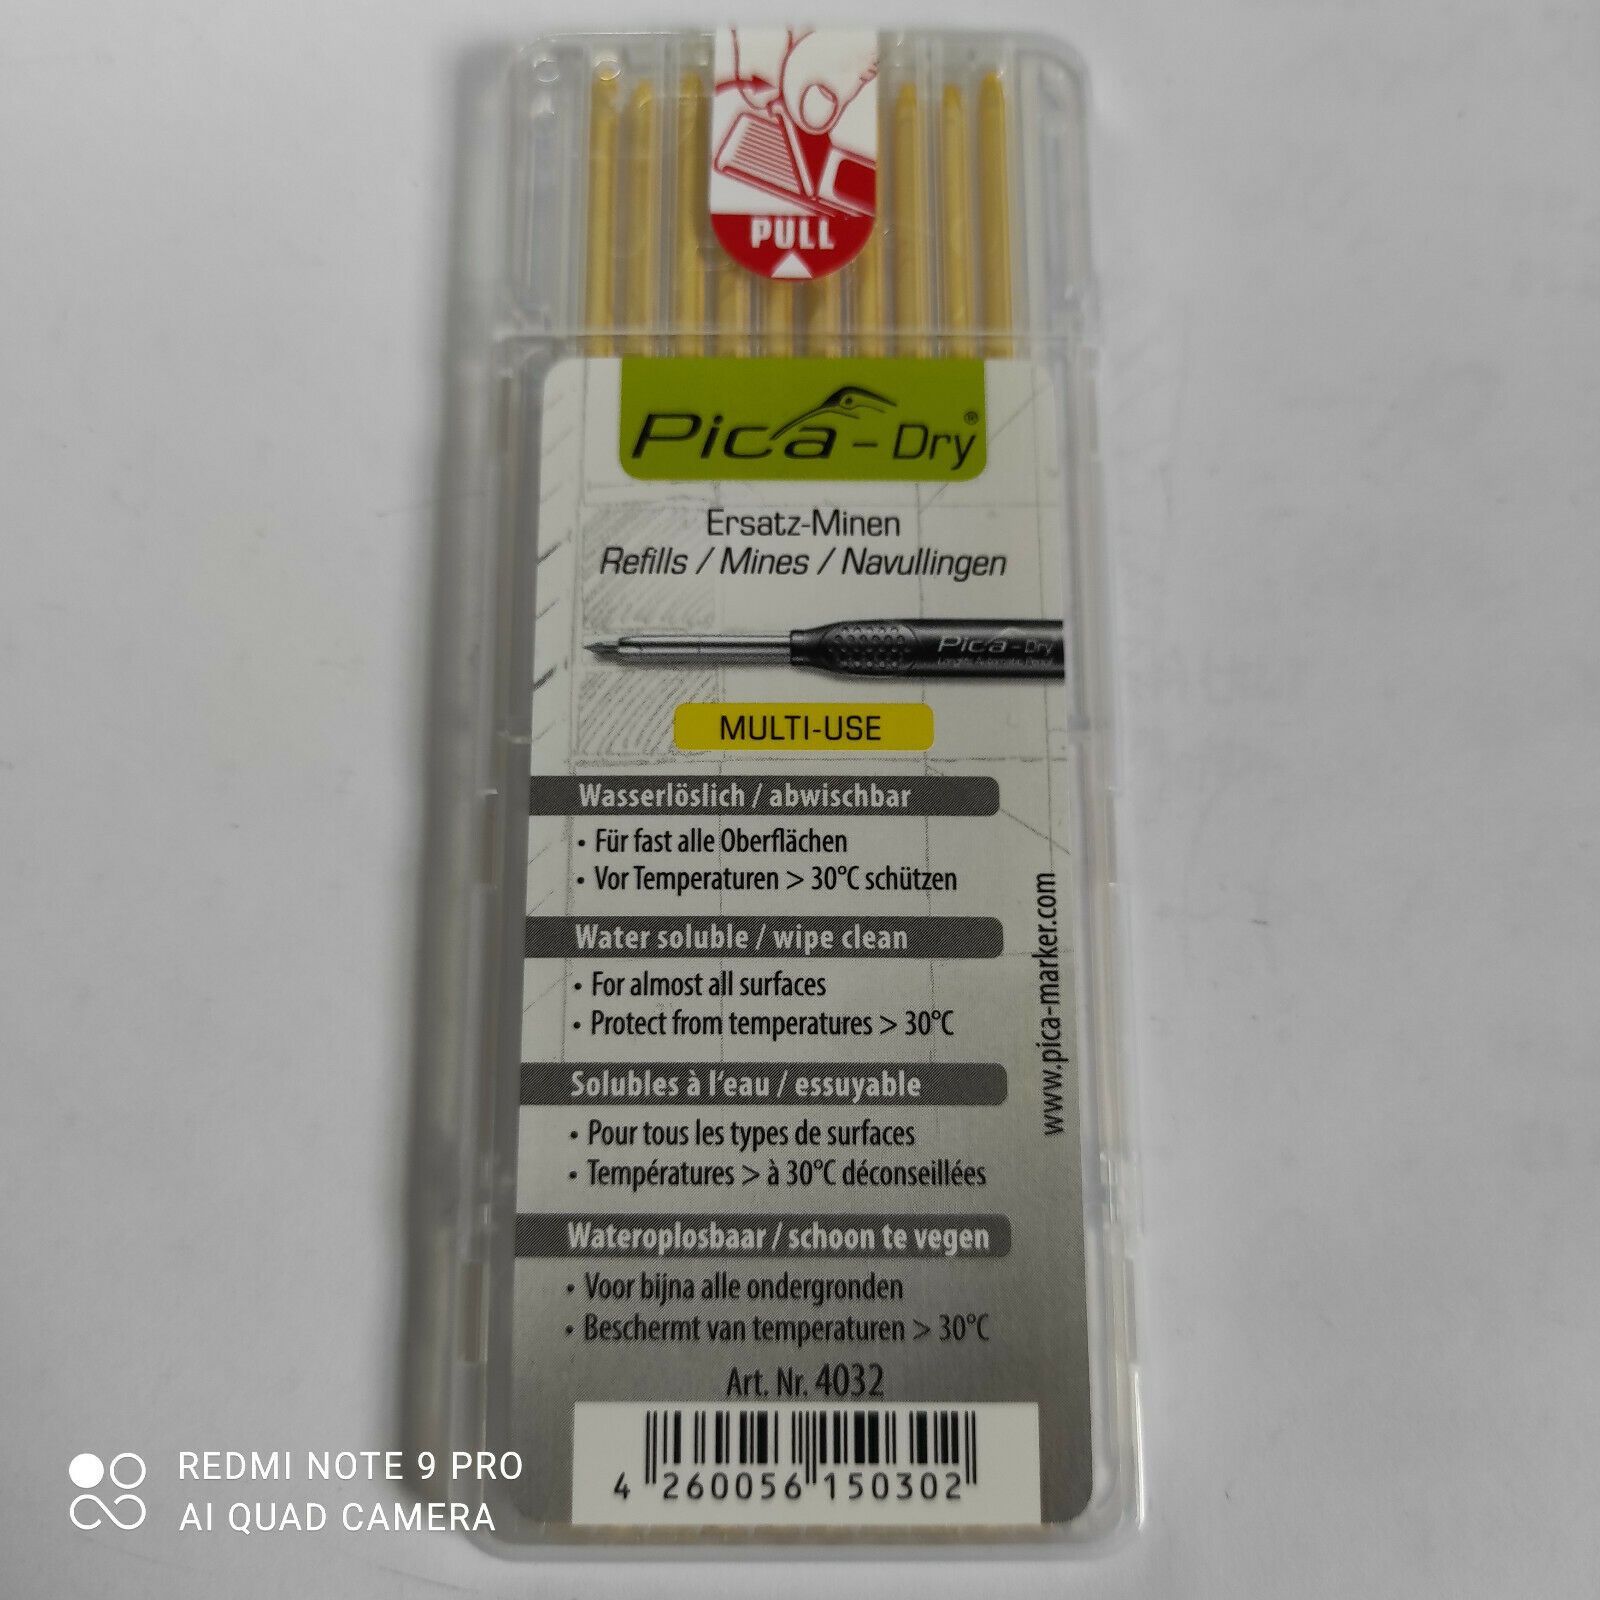 PULL
Pica-Dry®
Ersatz-Minen
Refills / Mines / Navullingen
Pica-Dry
MULTI-USE
Wasserlöslich / abwischbar
• Für fast alle Oberflächen
• Vor Temperaturen > 30°C schützen
Water soluble / wipe clean
• For almost all surfaces
• Protect from temperatures > 30°C
Solubles à l'eau / essuyable
• Pour tous les types de surfaces
• Températures > à 30°C déconseillées
Wateroplosbaar / schoon te vegen
• Voor bijna alle ondergronden
• Beschermt van temperaturen > 30°C
www.pica-marker.com
Art. Nr. 4032
4 260056 150302
REDMI NOTE 9 PRO
AI QUAD CAMERA